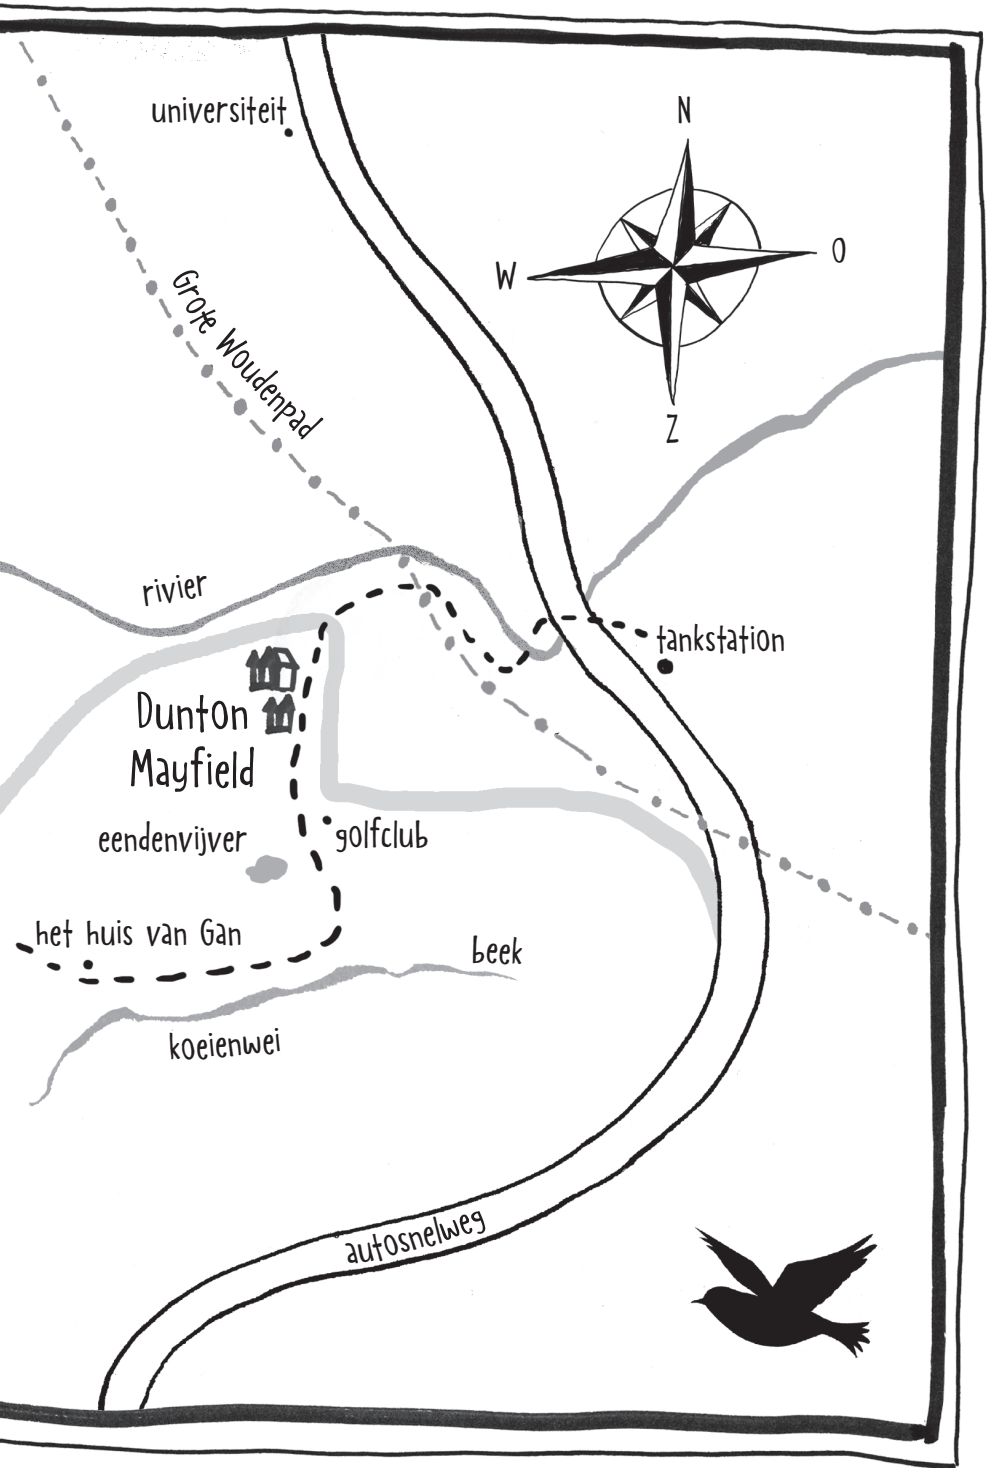 universiteit
N
W
O
Z
Grote Woudenpad
rivier
tankstation
Dunton
Mayfield
eendenvijver
golfclub
het huis van Gan
beek
koeienwei
autosnelweg